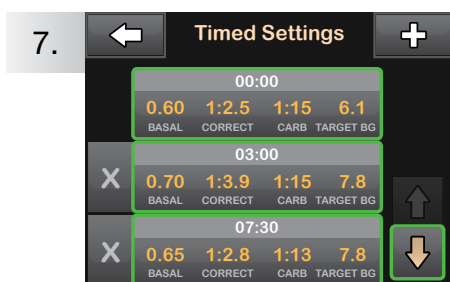 7.
Timed Settings
00:00
0.60 1:2.5 1:15 6.1
BASAL CORRECT CARB TARGET BG
03:00
X
0.70 1:3.9 1:15 7.8
BASAL CORRECT CARB TARGET BG
07:30
X
0.65 1:2.8 1:13 7.8
BASAL CORRECT CARB TARGET BG